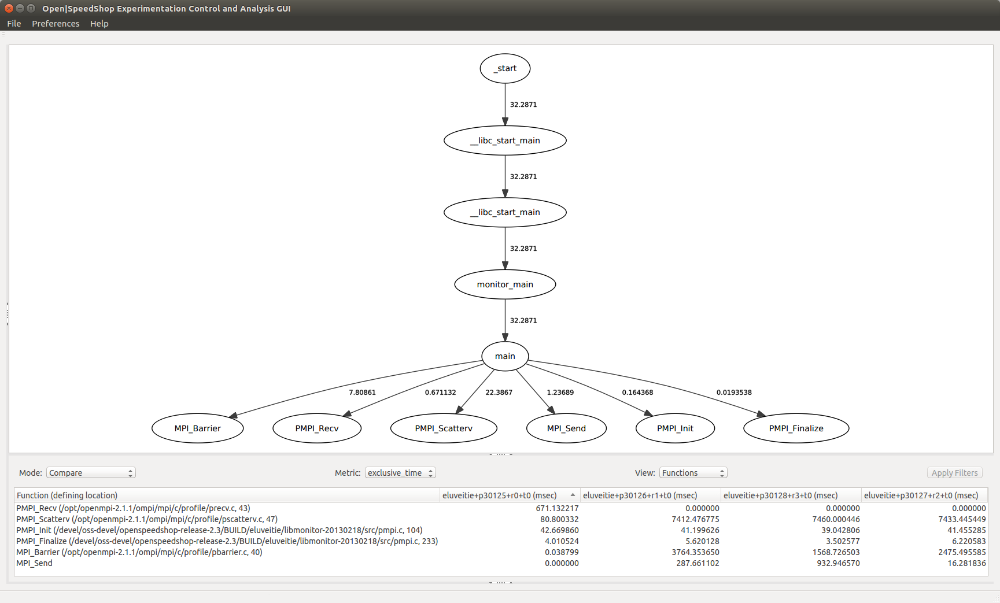 Open|SpeedShop Experimentation Control and Analysis GUI
File Preferences Help
_start
32.2871
__libc_start_main
32.2871
__libc_start_main
32.2871
monitor_main
32.2871
main
7.80861 0.671132 22.3867 1.23689 0.164368 0.0193538
MPI_Barrier PMPI_Recv PMPI_Scatterv MPI_Send PMPI_Init PMPI_Finalize
Mode: Compare Metric: exclusive_time View: Functions Apply Filters
Function (defining location) eluveitie+p30125+r0+t0 (msec) eluveitie+p30126+r1+t0 (msec) eluveitie+p30128+r3+t0 (msec) eluveitie+p30127+r2+t0 (msec)
PMPI_Recv (/opt/openmpi-2.1.1/ompi/mpi/c/profile/precv.c, 43) 671.132217 0.000000 0.000000 0.000000
PMPI_Scatterv (/opt/openmpi-2.1.1/ompi/mpi/c/profile/pscatterv.c, 47) 80.800332 7412.476775 7460.000446 7433.445449
PMPI_Init (/devel/oss-devel/openspeedshop-release-2.3/BUILD/eluveitie/libmonitor-20130218/src/pmpi.c, 104) 42.669860 41.199626 39.042806 41.455285
PMPI_Finalize (/devel/oss-devel/openspeedshop-release-2.3/BUILD/eluveitie/libmonitor-20130218/src/pmpi.c, 233) 4.010524 5.620128 3.502577 6.220583
MPI_Barrier (/opt/openmpi-2.1.1/ompi/mpi/c/profile/pbarrier.c, 40) 0.038799 3764.353650 1568.726503 2475.495585
MPI_Send 0.000000 287.661102 932.946570 16.281836